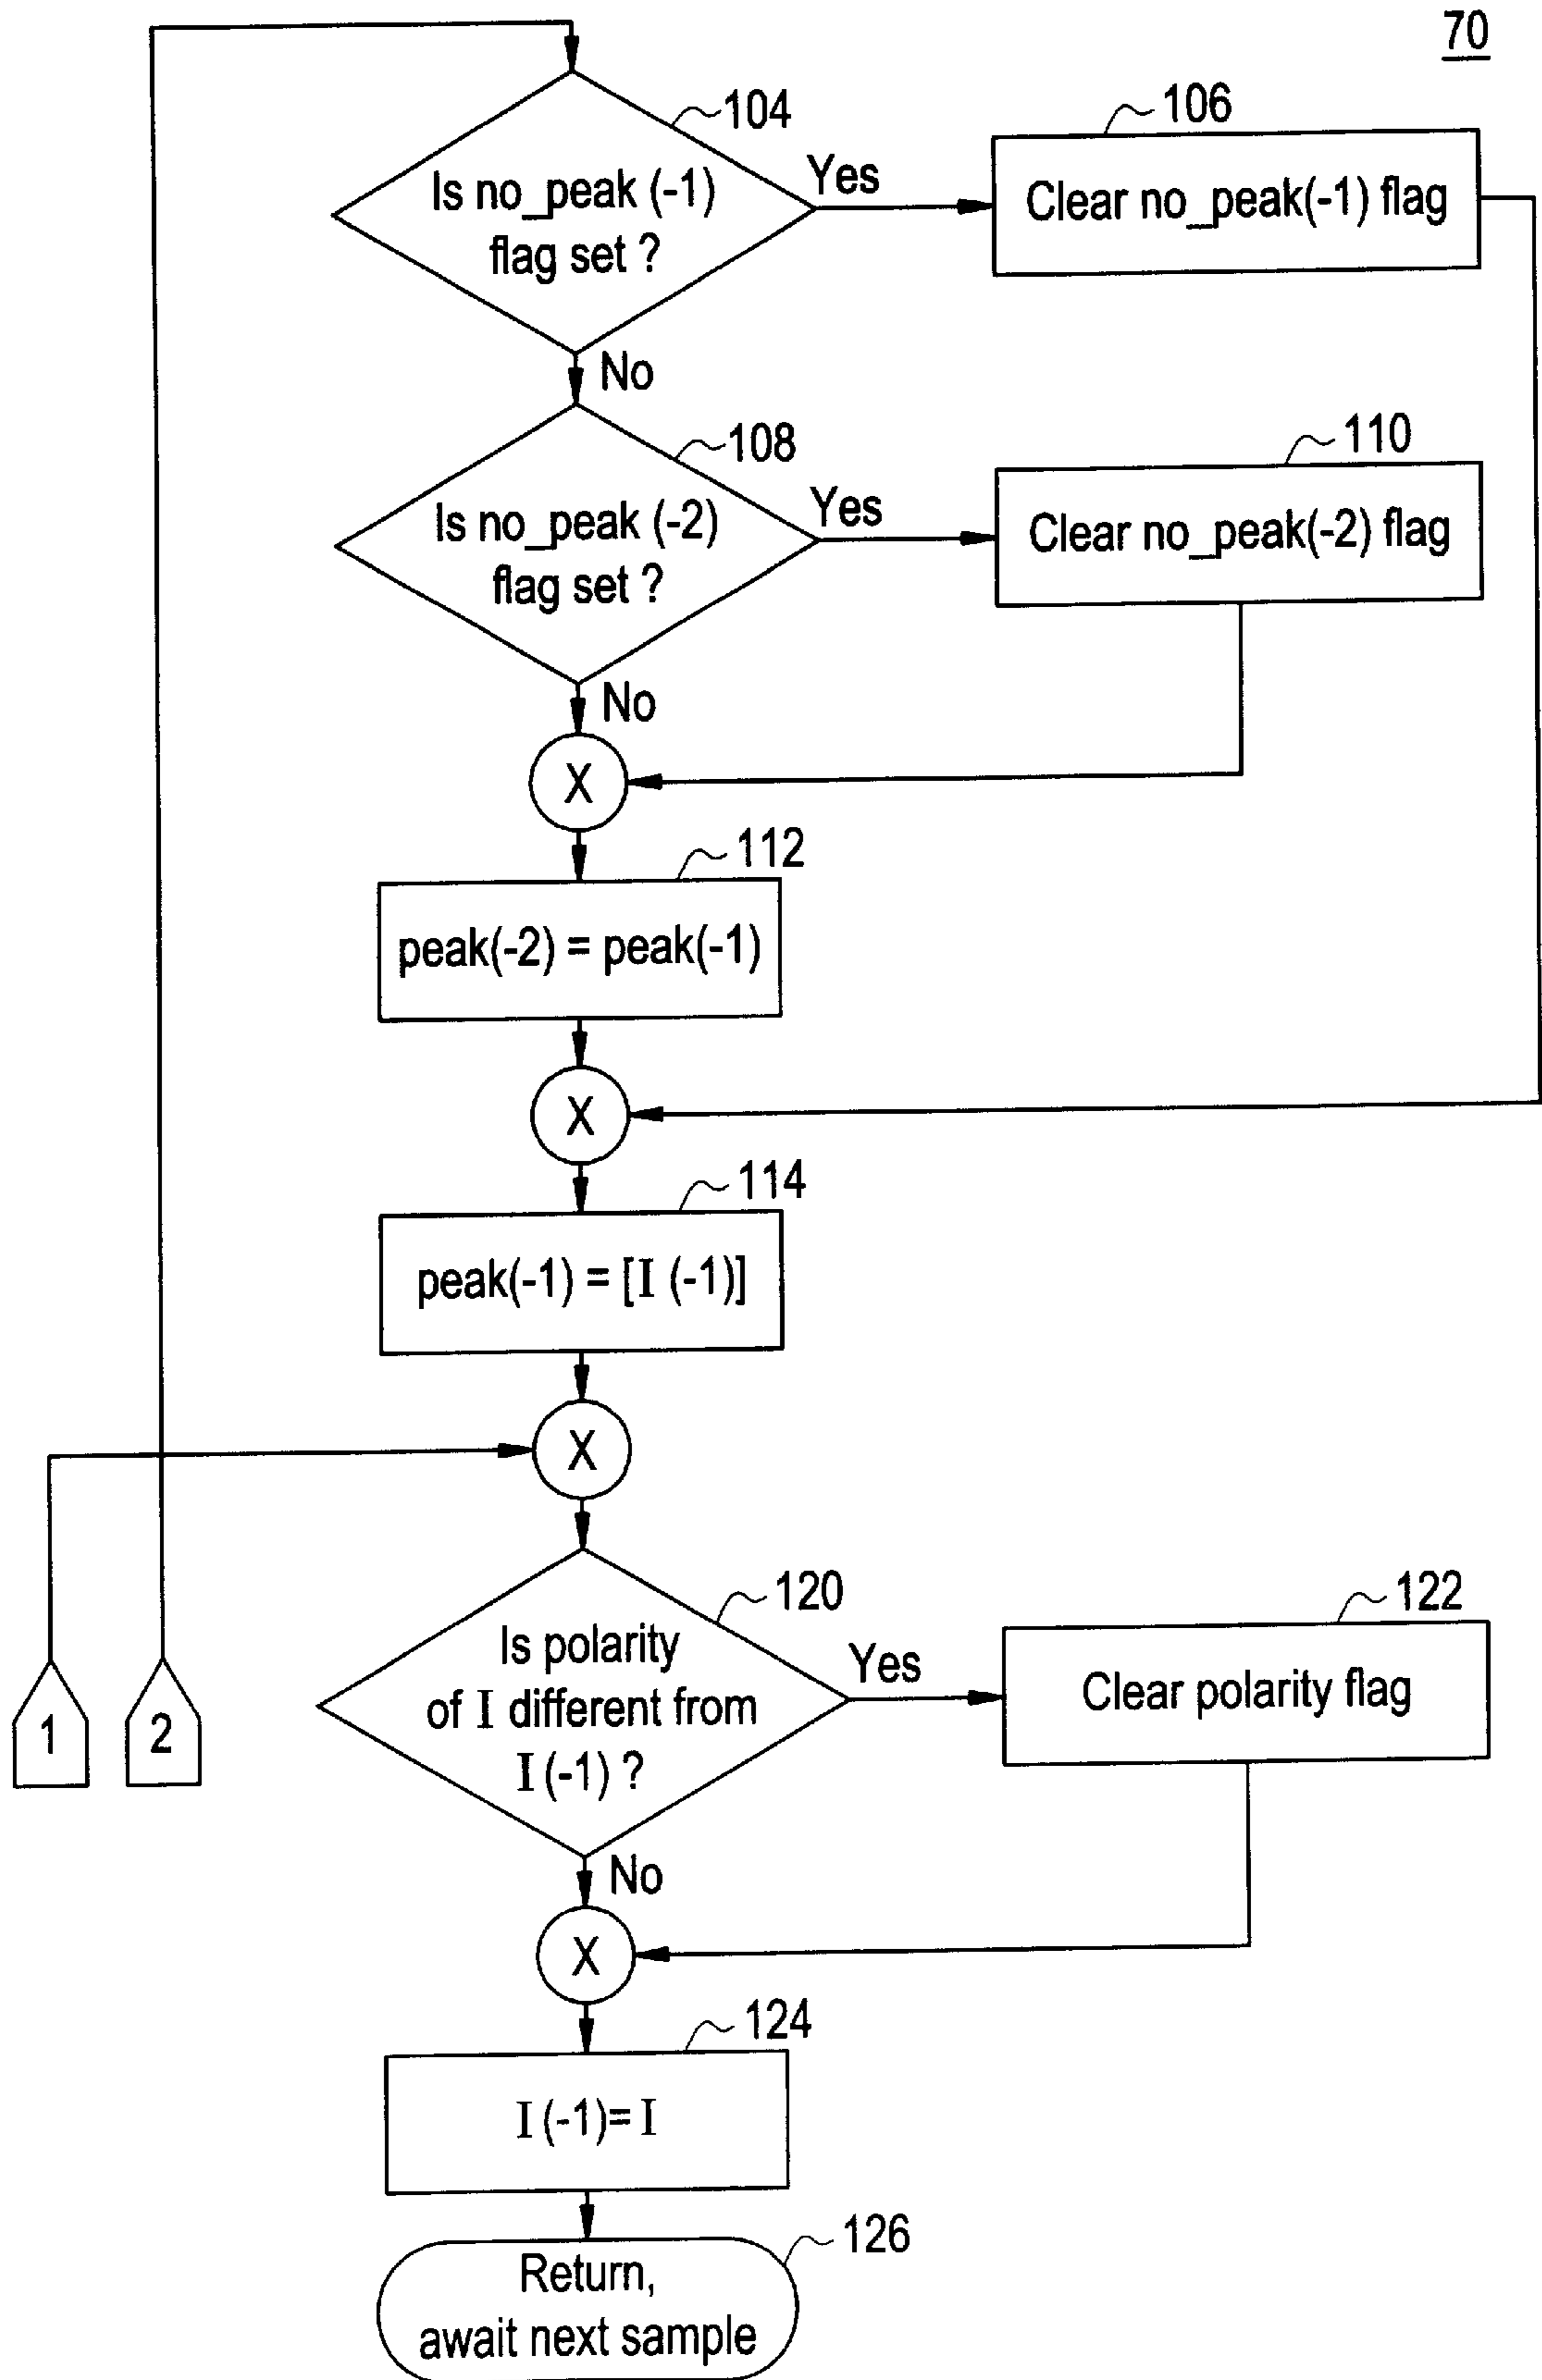 70
104
Is no_peak (-1)
flag set ?
Yes
106
Clear no_peak(-1) flag
No
108
Is no_peak (-2)
flag set ?
Yes
110
Clear no_peak(-2) flag
No
X
112
peak(-2) = peak(-1)
X
114
peak(-1) = [I (-1)]
X
120
Is polarity
of I different from
I (-1) ?
Yes
122
Clear polarity flag
1
2
No
X
124
I (-1)= I
126
Return,
await next sample